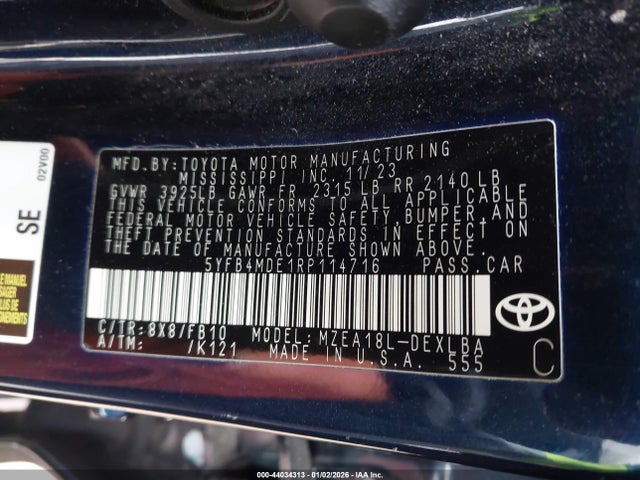 MFD.BY:TOYOTA MOTOR MANUFACTURING
MISSISSIPPI INC. 11/23
GVWR 3925LB GAWR FR 2315 LB RR 2140 LB
THIS VEHICLE CONFORMS TO ALL APPLICABLE
FEDERAL MOTOR VEHICLE SAFETY, BUMPER, AND
THEFT PREVENTION STANDARDS IN EFFECT ON
THE DATE OF MANUFACTURE SHOWN ABOVE.
5YFB4MDE1RP114716 PASS.CAR
C/TR:8X8/FB10 MODEL:MZEA18L-DEXLBA
A/TM: /K121 MADE IN U.S.A. 555
TOYOTA
C
02V00
SE
00-44034313 - 01/02/2026 - IAA Inc.